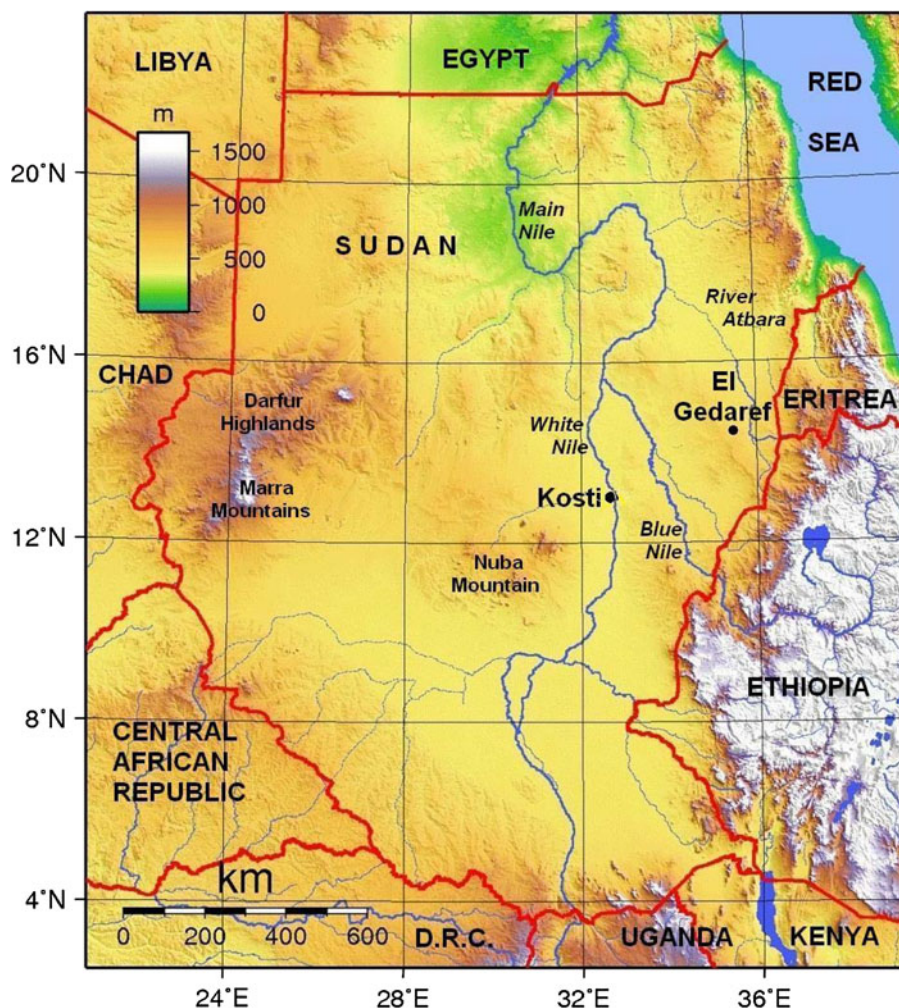 LIBYA
EGYPT
RED
SEA
m
1500
1000
500
0
20°N
16°N
12°N
8°N
4°N
Main
Nile
S U D A N
River
Atbara
CHAD
Darfur
Highlands
El
Gedaref
ERITREA
White
Nile
Marra
Mountains
Kosti
Blue
Nile
Nuba
Mountain
ETHIOPIA
CENTRAL
AFRICAN
REPUBLIC
km
0 200 400 600
D.R.C.
UGANDA
KENYA
24°E 28°E 32°E 36°E